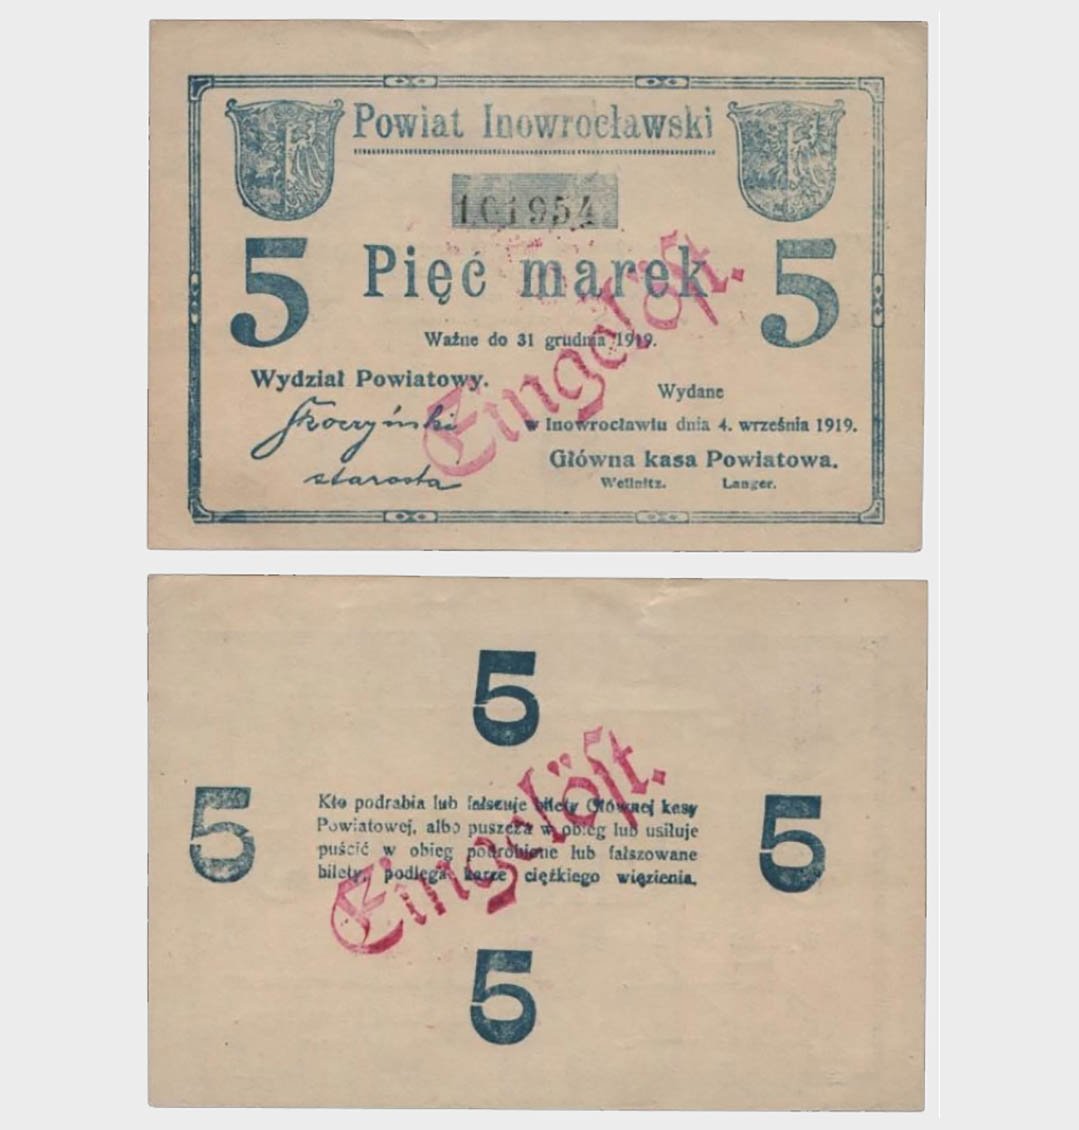 Powiat Inowrocławski
101954
5 Pięć marek 5
Ważne do 31 grudnia 1919.
Wydział Powiatowy.
Skoczyński
starosta
Wydane
w Inowrocławiu dnia 4. września 1919.
Główna kasa Powiatowa.
Wellnitz. Langer.
Eingelöst.
5
5
5
Kto podrabia lub fałszuje bilety Głównej kasy
Powiatowej, albo puszcza w obieg lub usiłuje
puścić w obieg podrobione lub fałszowane
bilety, podlega karze ciężkiego więzienia.
Eingelöst.
5